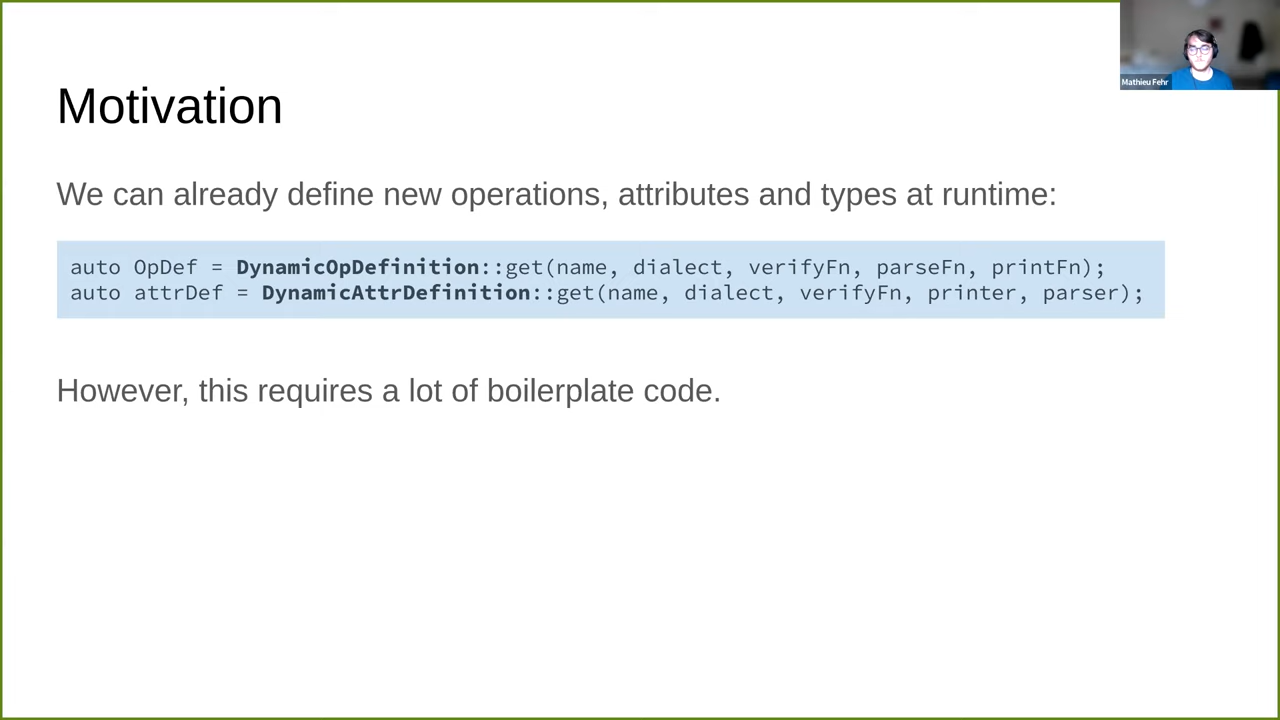 Mathieu Fehr
Motivation
We can already define new operations, attributes and types at runtime:
auto OpDef = DynamicOpDefinition::get(name, dialect, verifyFn, parseFn, printFn);
auto attrDef = DynamicAttrDefinition::get(name, dialect, verifyFn, printer, parser);
However, this requires a lot of boilerplate code.